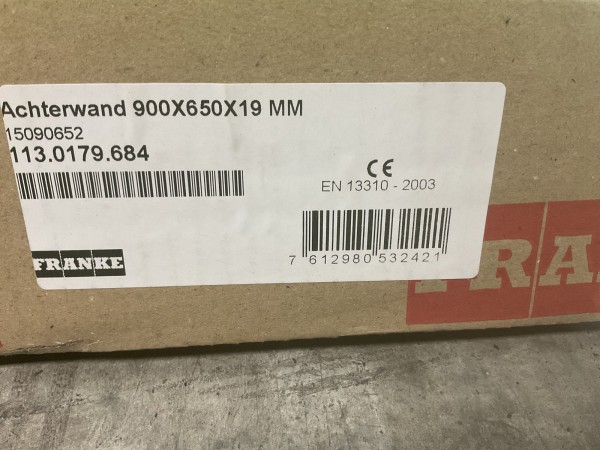 Achterwand 900X650X19 MM
15090652
113.0179.684
CE
EN 13310 - 2003
7 612980 532421
FRANKE
FRA